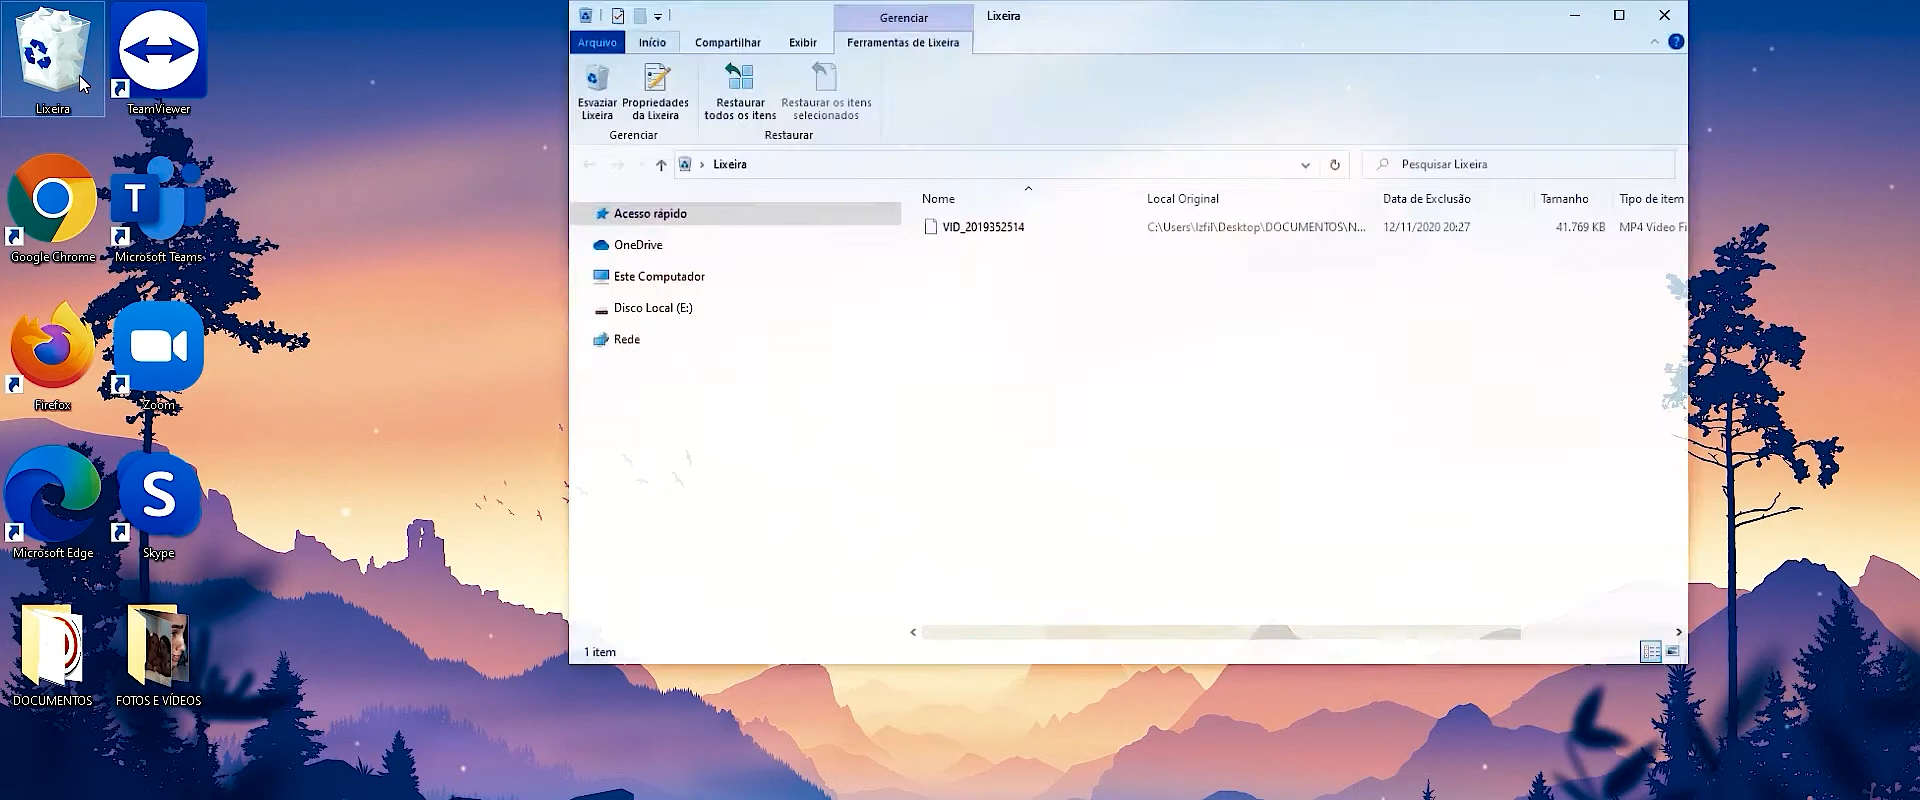 Lixeira
TeamViewer
Google Chrome
Microsoft Teams
Firefox
Zoom
Microsoft Edge
S
Skype
DOCUMENTOS
FOTOS E VÍDEOS
T
Gerenciar
Lixeira
Arquivo
Início
Compartilhar
Exibir
Ferramentas de Lixeira
Esvaziar
Lixeira
Propriedades
da Lixeira
Restaurar
todos os itens
Restaurar os itens
selecionados
Gerenciar
Restaurar
Lixeira
Pesquisar Lixeira
Acesso rápido
OneDrive
Este Computador
Disco Local (E:)
Rede
Nome
Local Original
Data de Exclusão
Tamanho
Tipo de item
VID_2019352514
C:\Users\lzfil\Desktop\DOCUMENTOS\N...
12/11/2020 20:27
41.769 KB
MP4 Video Fi
1 item